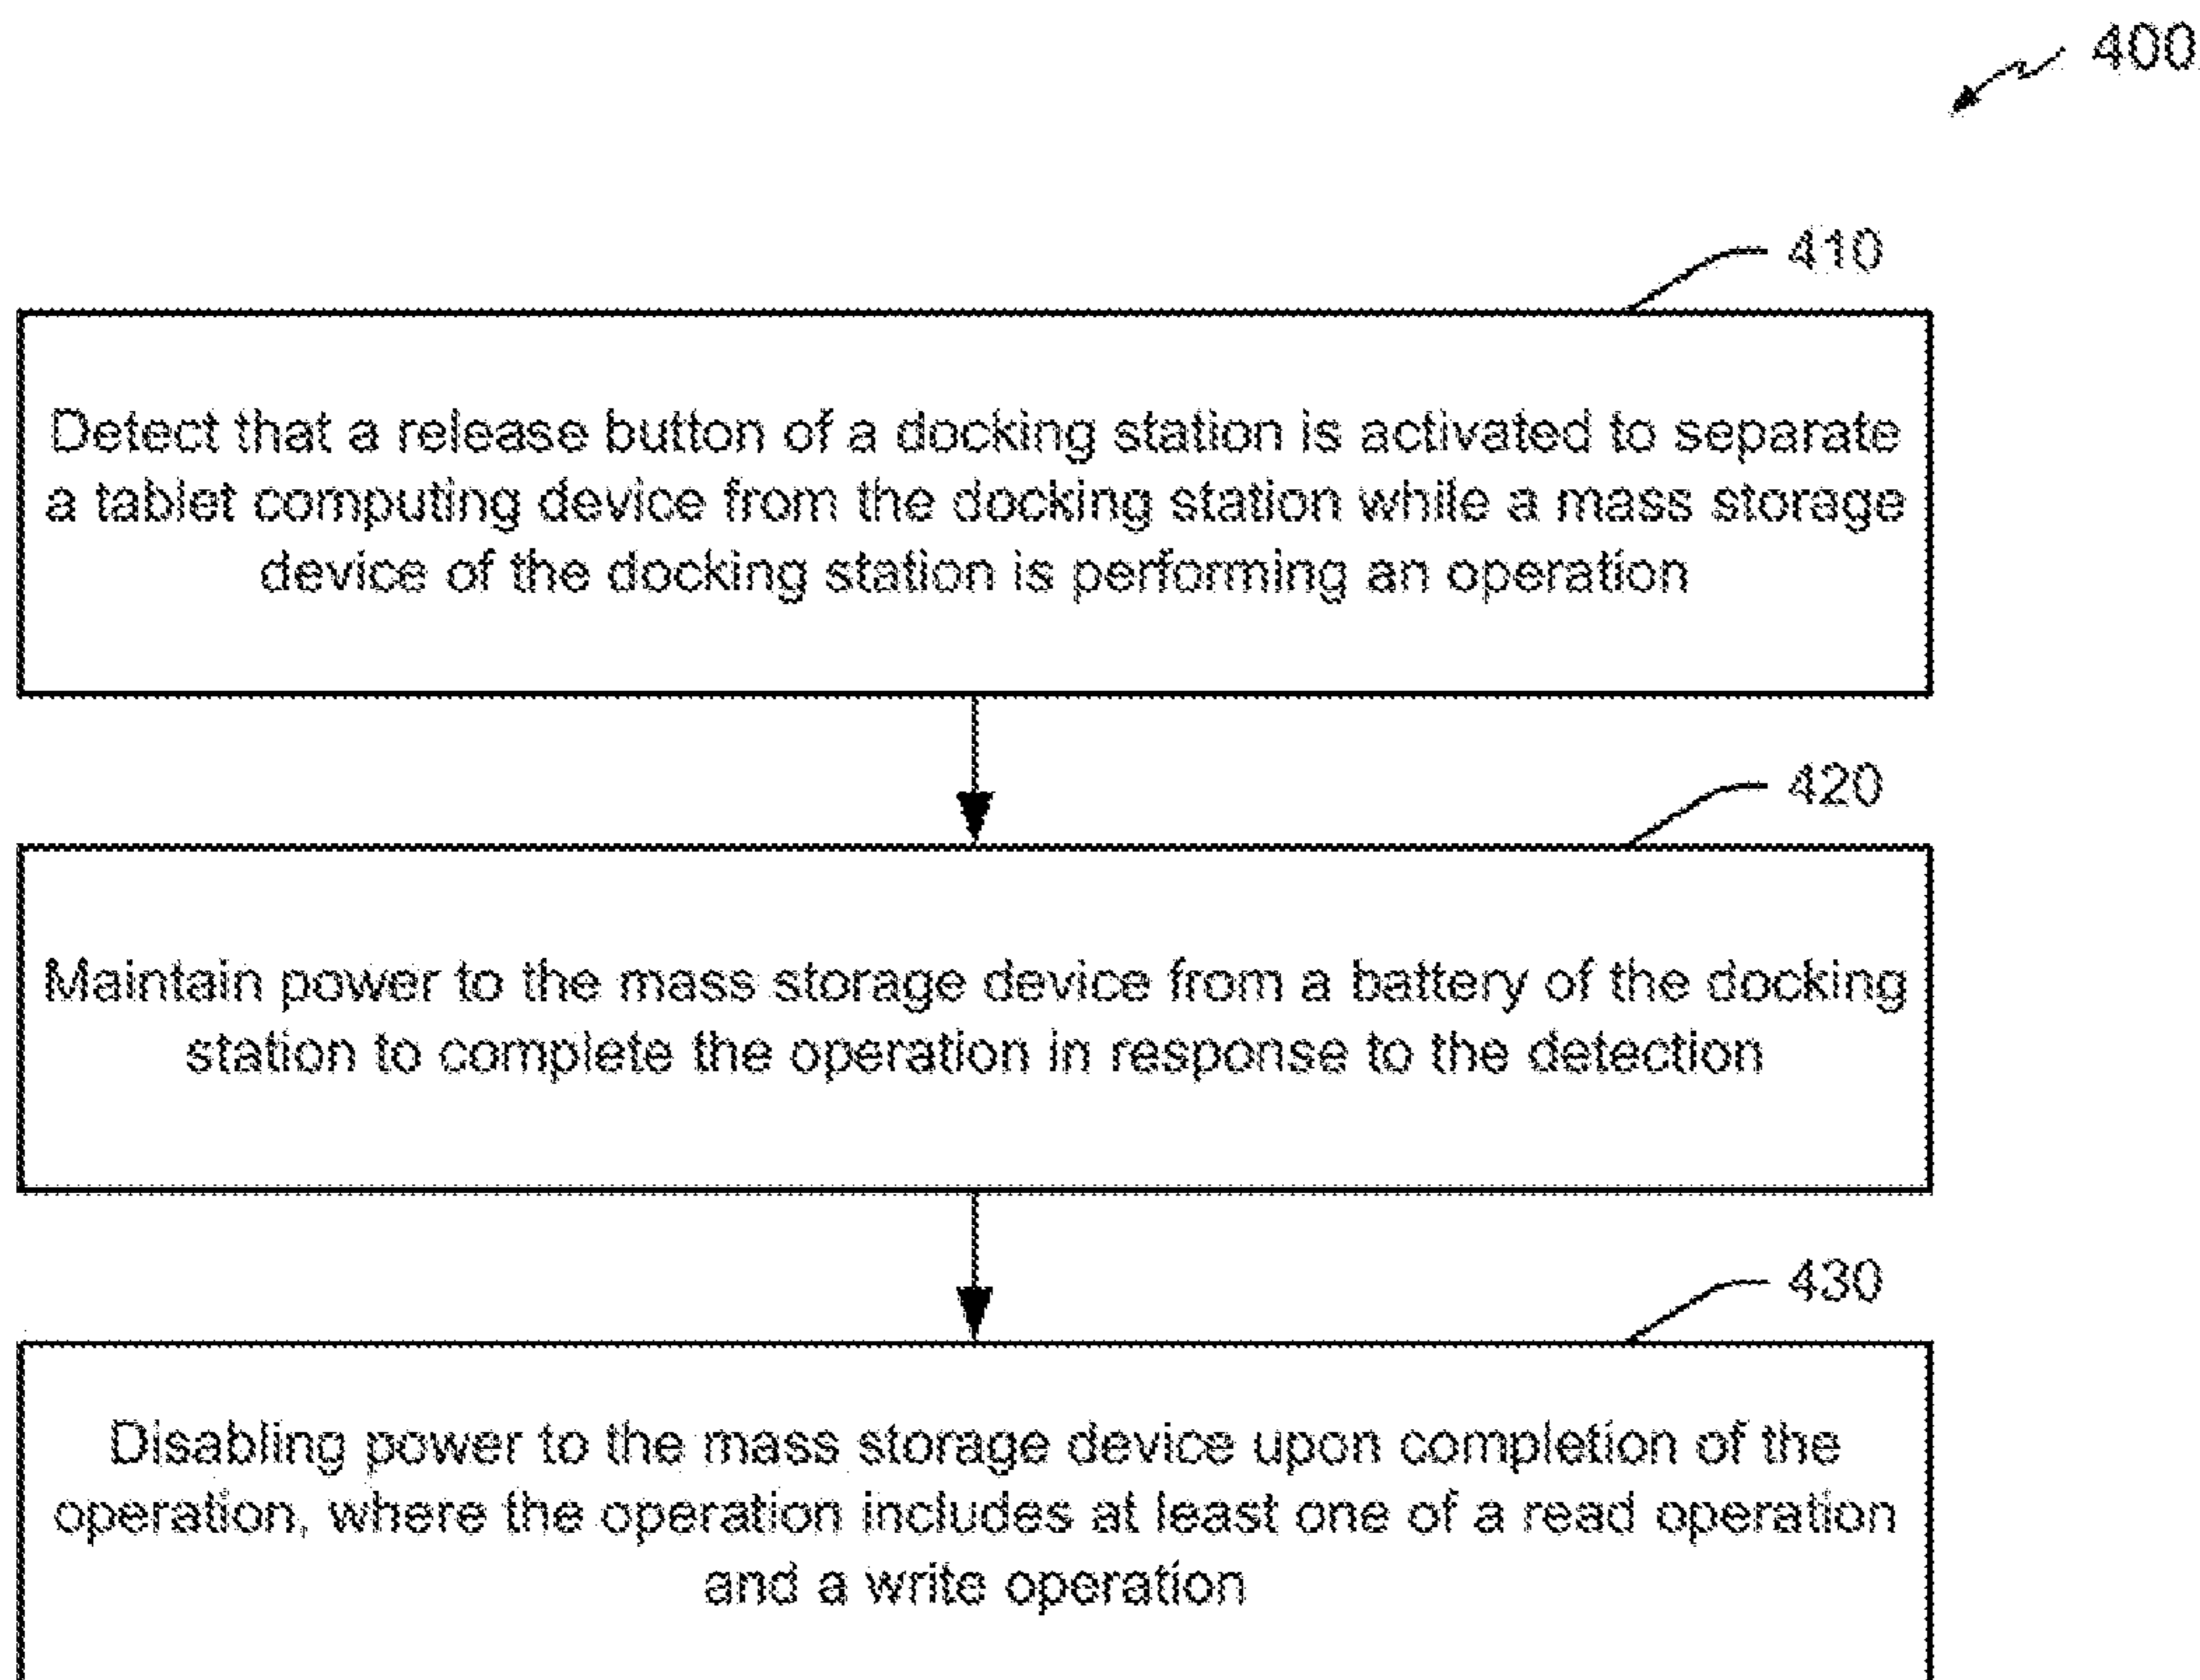 400
410
Detect that a release button of a docking station is activated to separate
a tablet computing device from the docking station while a mass storage
device of the docking station is performing an operation
420
Maintain power to the mass storage device from a battery of the docking
station to complete the operation in response to the detection
430
Disabling power to the mass storage device upon completion of the
operation, where the operation includes at least one of a read operation
and a write operation